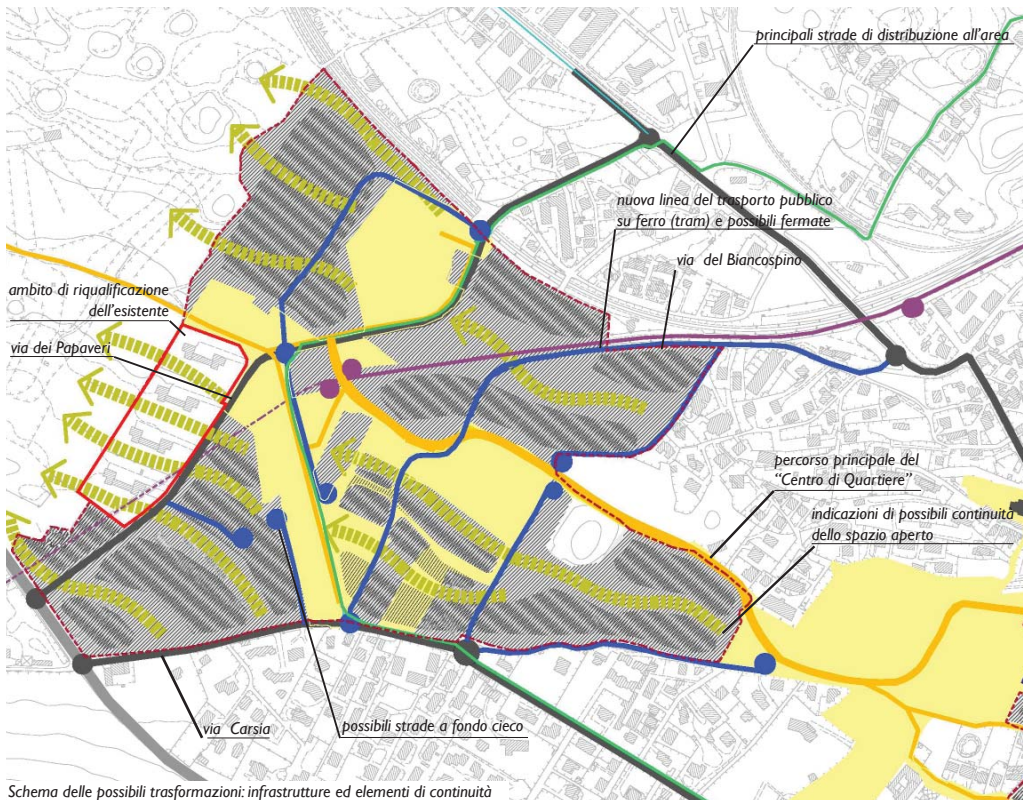 principali strade di distribuzione all'area
nuova linea del trasporto pubblico
su ferro (tram) e possibili fermate
via del Biancospino
ambito di riqualificazione
dell'esistente
via dei Papaveri
percorso principale del
"Centro di Quartiere"
indicazioni di possibili continuità
dello spazio aperto
via Carsia
possibili strade a fondo cieco
Schema delle possibili trasformazioni: infrastrutture ed elementi di continuità